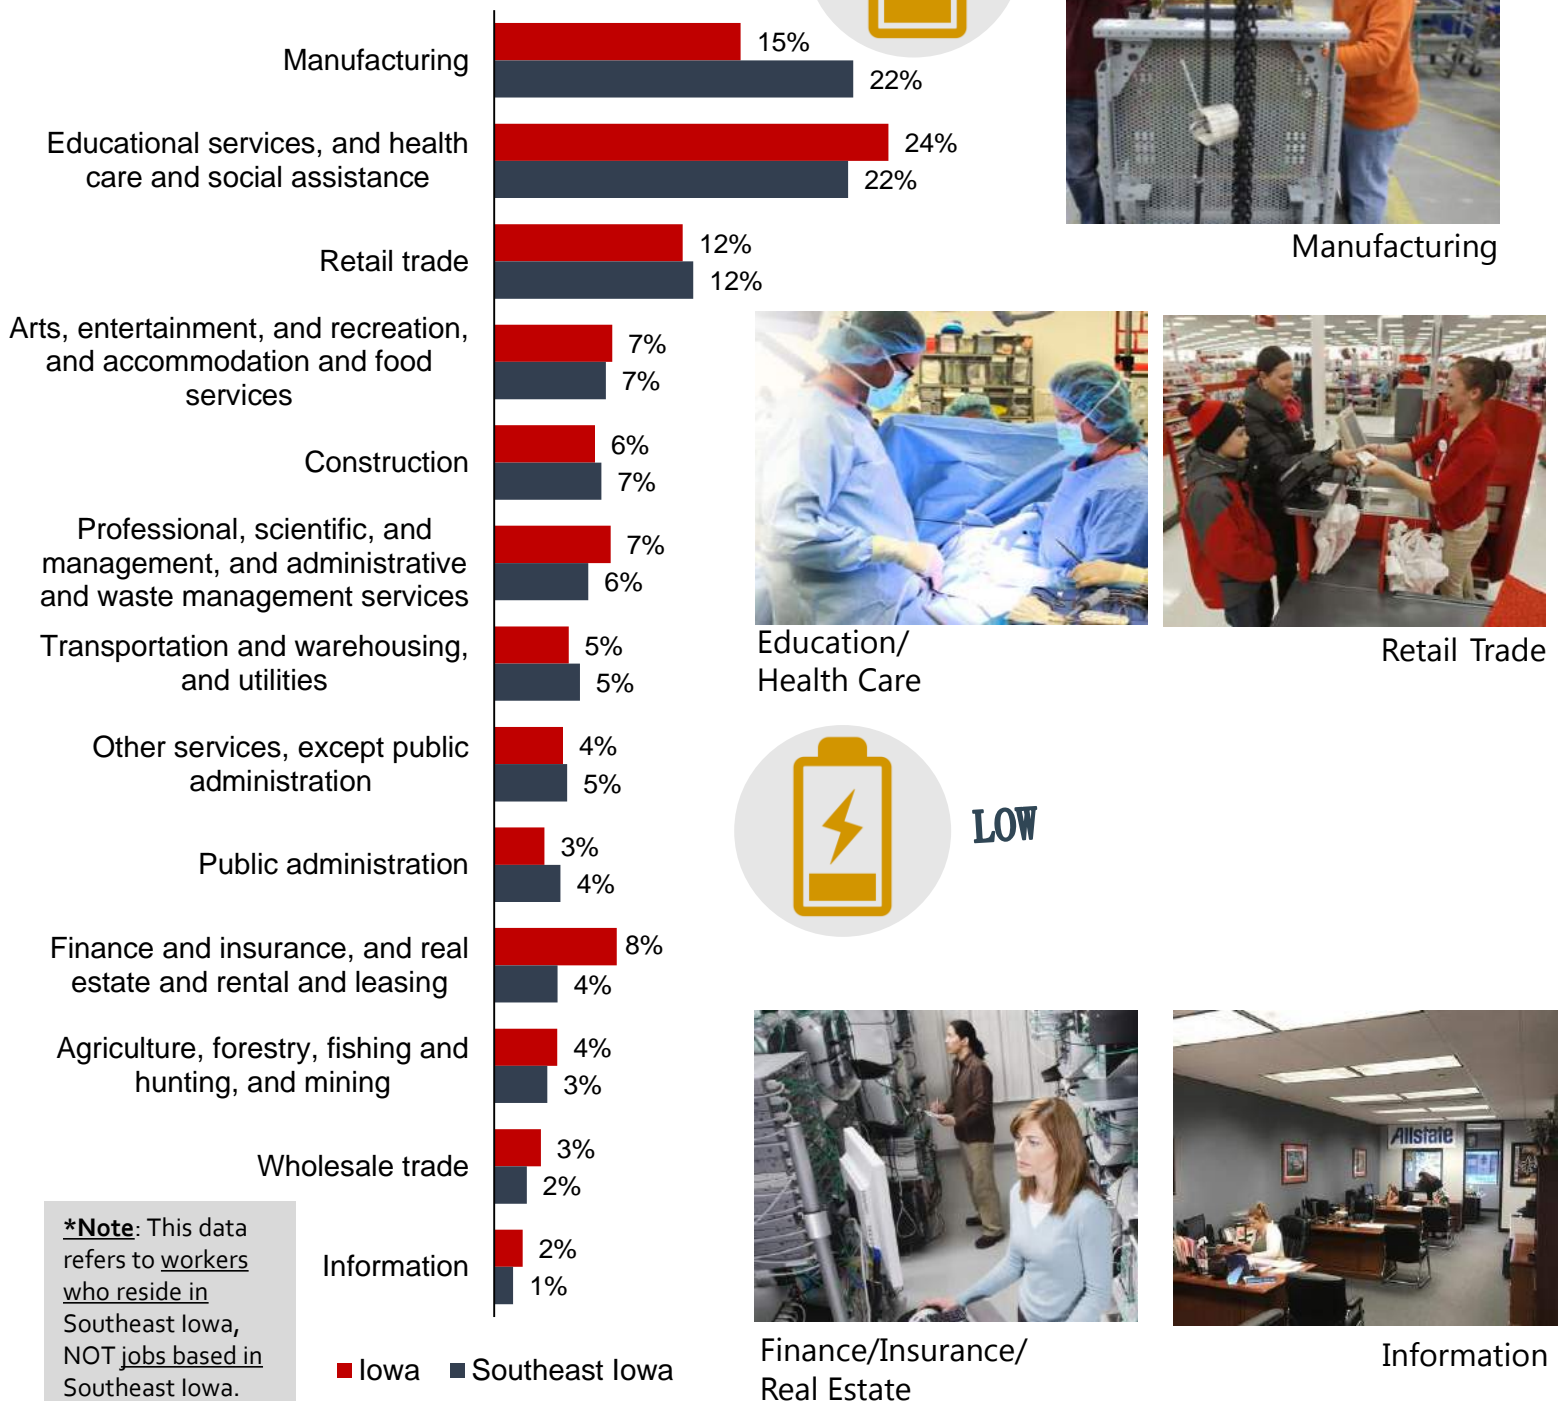 Manufacturing
15%
22%
Educational services, and health
care and social assistance
24%
22%
Retail trade
12%
12%
Arts, entertainment, and recreation,
and accommodation and food
services
7%
7%
Construction
6%
7%
Professional, scientific, and
management, and administrative
and waste management services
7%
6%
Transportation and warehousing,
and utilities
5%
5%
Other services, except public
administration
4%
5%
Public administration
3%
4%
Finance and insurance, and real
estate and rental and leasing
8%
4%
Agriculture, forestry, fishing and
hunting, and mining
4%
3%
Wholesale trade
3%
2%
Information
2%
1%
Iowa
Southeast Iowa
*Note: This data
refers to workers
who reside in
Southeast Iowa,
NOT jobs based in
Southeast Iowa.
Manufacturing
Education/
Health Care
Retail Trade
LOW
Allstate
Finance/Insurance/
Real Estate
Information